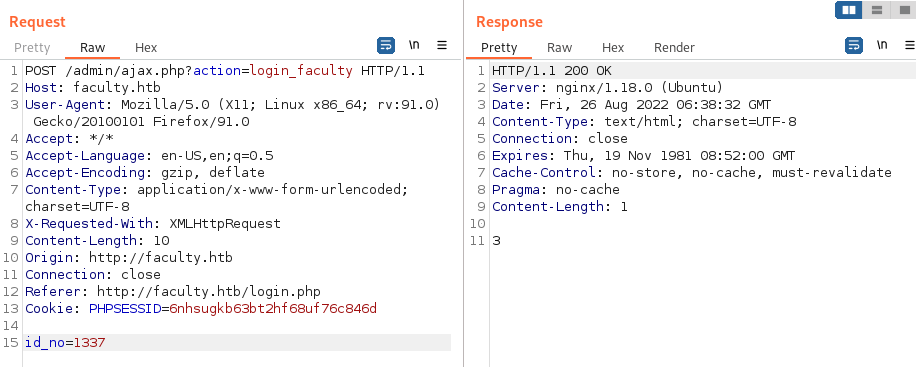 Request
Pretty Raw Hex \n
1 POST /admin/ajax.php?action=login_faculty HTTP/1.1
2 Host: faculty.htb
3 User-Agent: Mozilla/5.0 (X11; Linux x86_64; rv:91.0)
Gecko/20100101 Firefox/91.0
4 Accept: */*
5 Accept-Language: en-US,en;q=0.5
6 Accept-Encoding: gzip, deflate
7 Content-Type: application/x-www-form-urlencoded;
charset=UTF-8
8 X-Requested-With: XMLHttpRequest
9 Content-Length: 10
10 Origin: http://faculty.htb
11 Connection: close
12 Referer: http://faculty.htb/login.php
13 Cookie: PHPSESSID=6nhsugkb63bt2hf68uf76c846d
14
15 id_no=1337
Response
Pretty Raw Hex Render \n
1 HTTP/1.1 200 OK
2 Server: nginx/1.18.0 (Ubuntu)
3 Date: Fri, 26 Aug 2022 06:38:32 GMT
4 Content-Type: text/html; charset=UTF-8
5 Connection: close
6 Expires: Thu, 19 Nov 1981 08:52:00 GMT
7 Cache-Control: no-store, no-cache, must-revalidate
8 Pragma: no-cache
9 Content-Length: 1
10
11 3